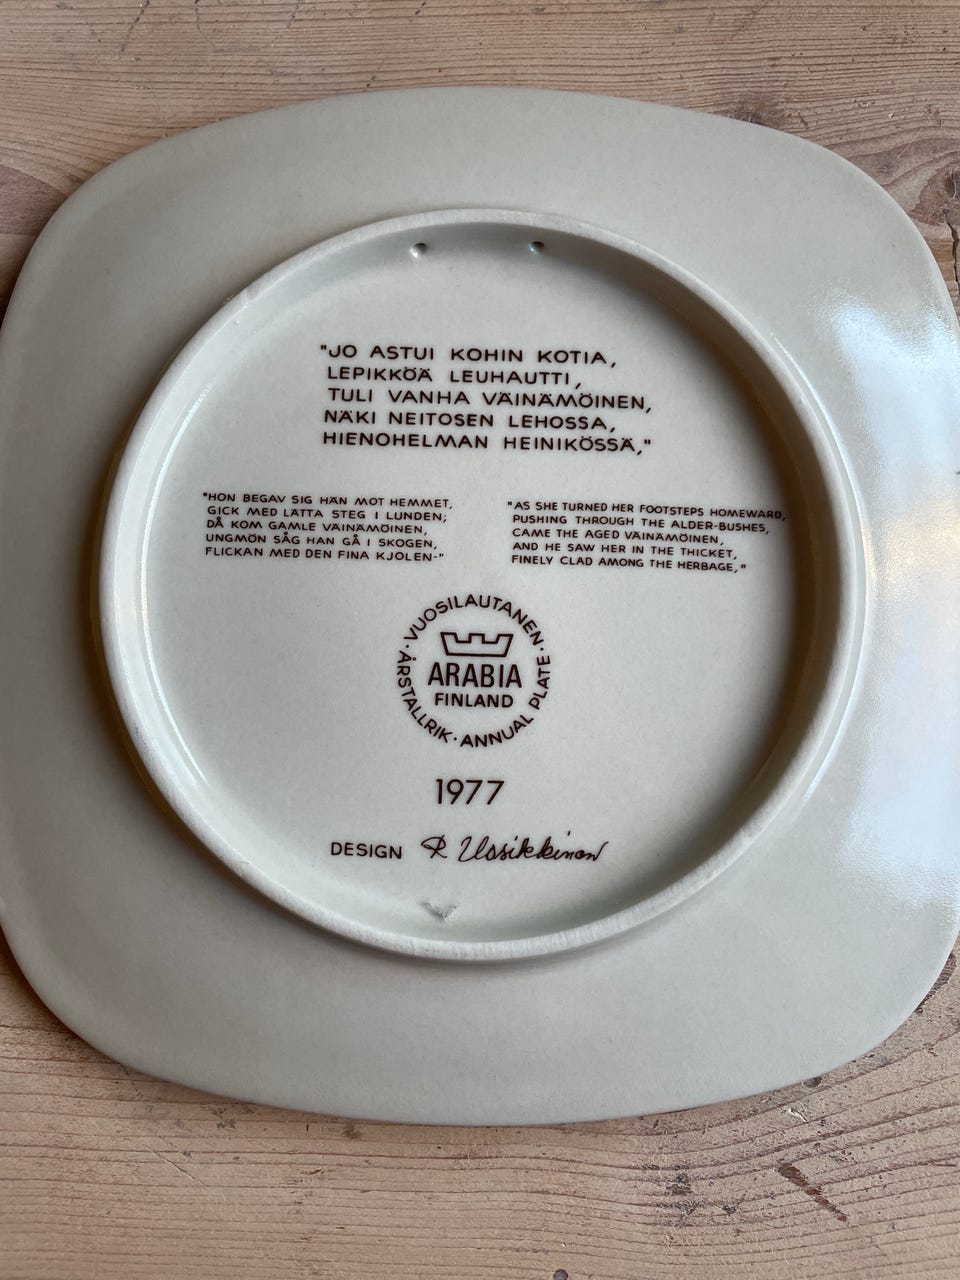 "JO ASTUI KOHIN KOTIA,
LEPIKKÖÄ LEUHAUTTI,
TULI VANHA VÄINÄMÖINEN,
NÄKI NEITOSEN LEHOSSA,
HIENOHELMAN HEINIKÖSSÄ,"
"HON BEGAV SIG HÄN MOT HEMMET,
GICK MED LÄTTA STEG I LUNDEN;
DÅ KOM GAMLE VÄINÄMÖINEN,
UNGMÖN SÅG HAN GÅ I SKOGEN,
FLICKAN MED DEN FINA KJOLEN-"
"AS SHE TURNED HER FOOTSTEPS HOMEWARD,
PUSHING THROUGH THE ALDER-BUSHES,
CAME THE AGED VÄINÄMÖINEN,
AND HE SAW HER IN THE THICKET,
FINELY CLAD AMONG THE HERBAGE,"
· VUOSILAUTANEN · ANNUAL PLATE · ÅRSTALLRIK
ARABIA
FINLAND
1977
DESIGN R Uosikkinen